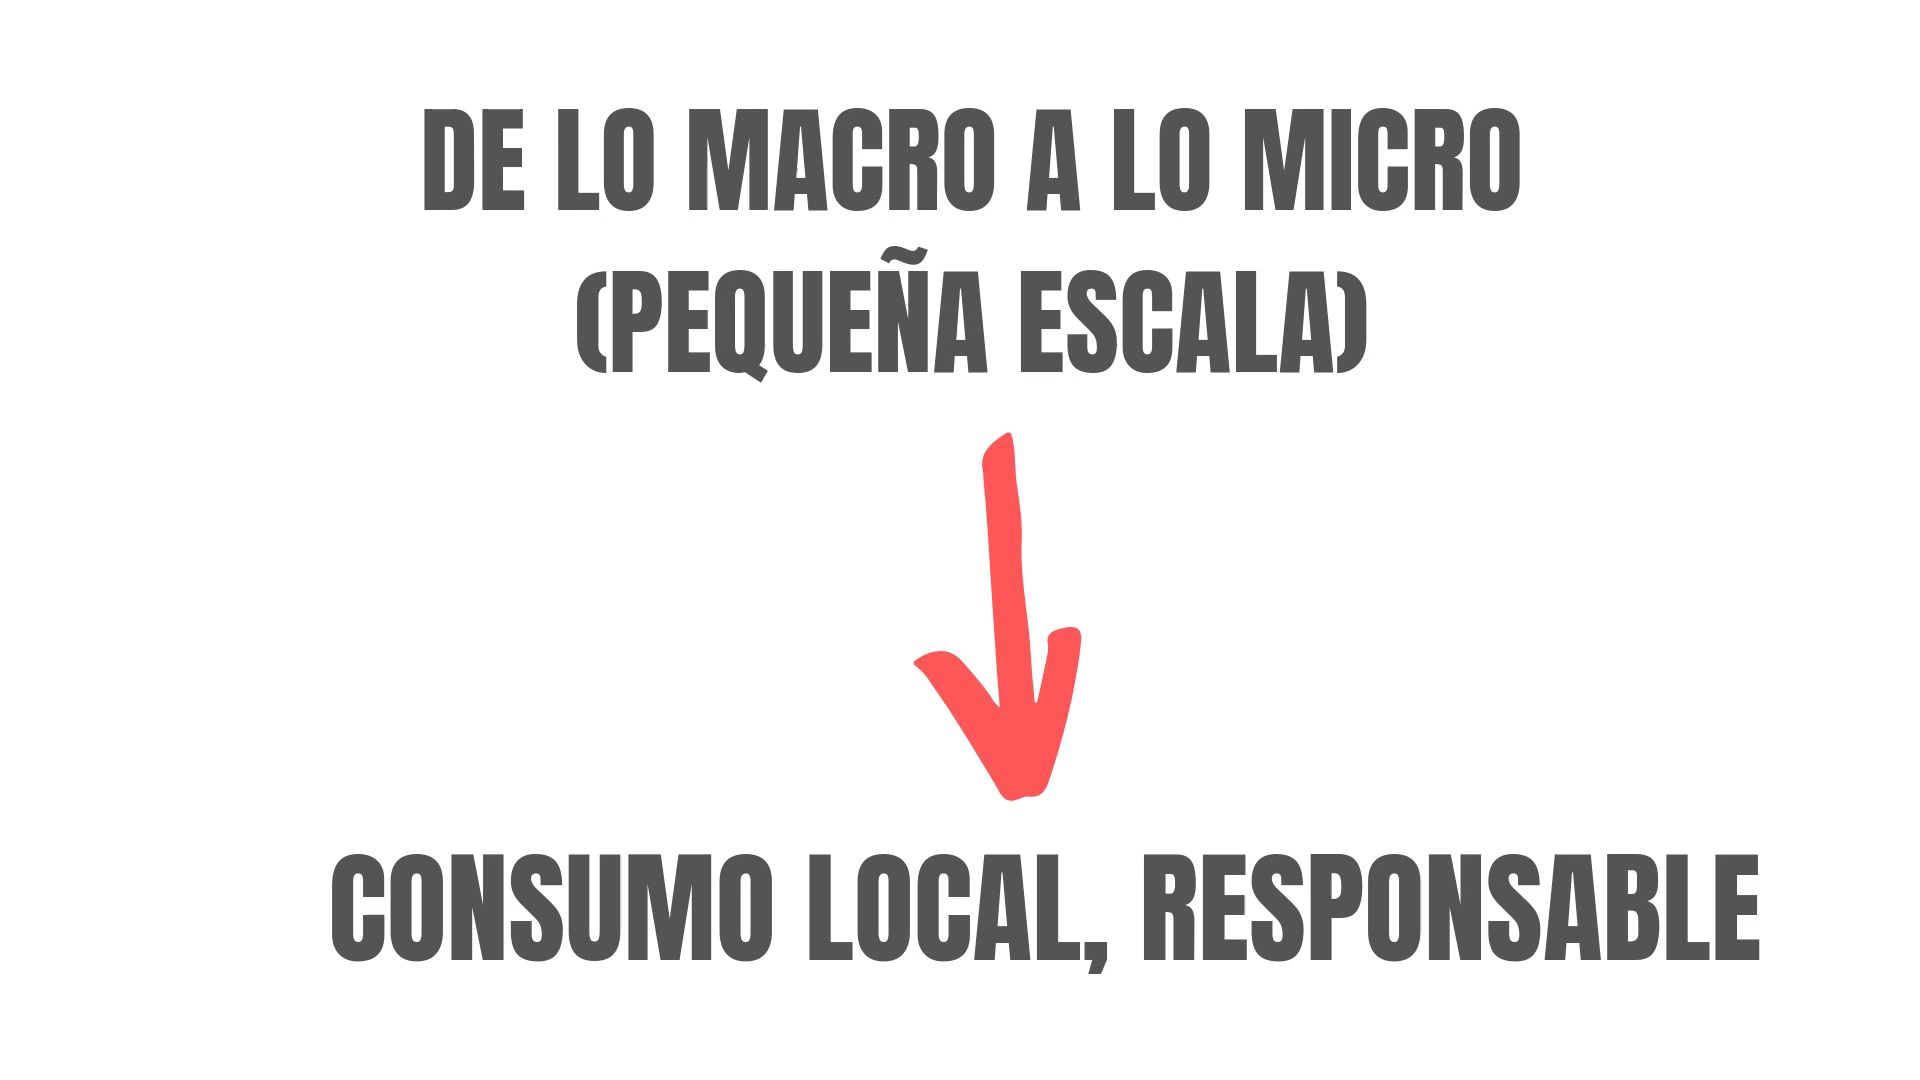 DE LO MACRO A LO MICRO
(PEQUEÑA ESCALA)
CONSUMO LOCAL, RESPONSABLE